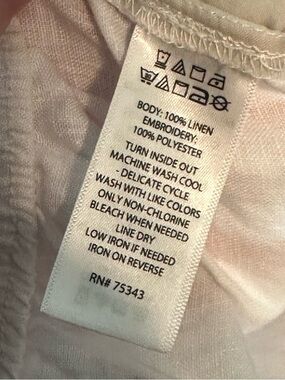 BODY: 100% LINEN
EMBROIDERY:
100% POLYESTER
TURN INSIDE OUT
MACHINE WASH COOL
- DELICATE CYCLE
WASH WITH LIKE COLORS
ONLY NON-CHLORINE
BLEACH WHEN NEEDED
LINE DRY
LOW IRON IF NEEDED
IRON ON REVERSE
RN# 75343